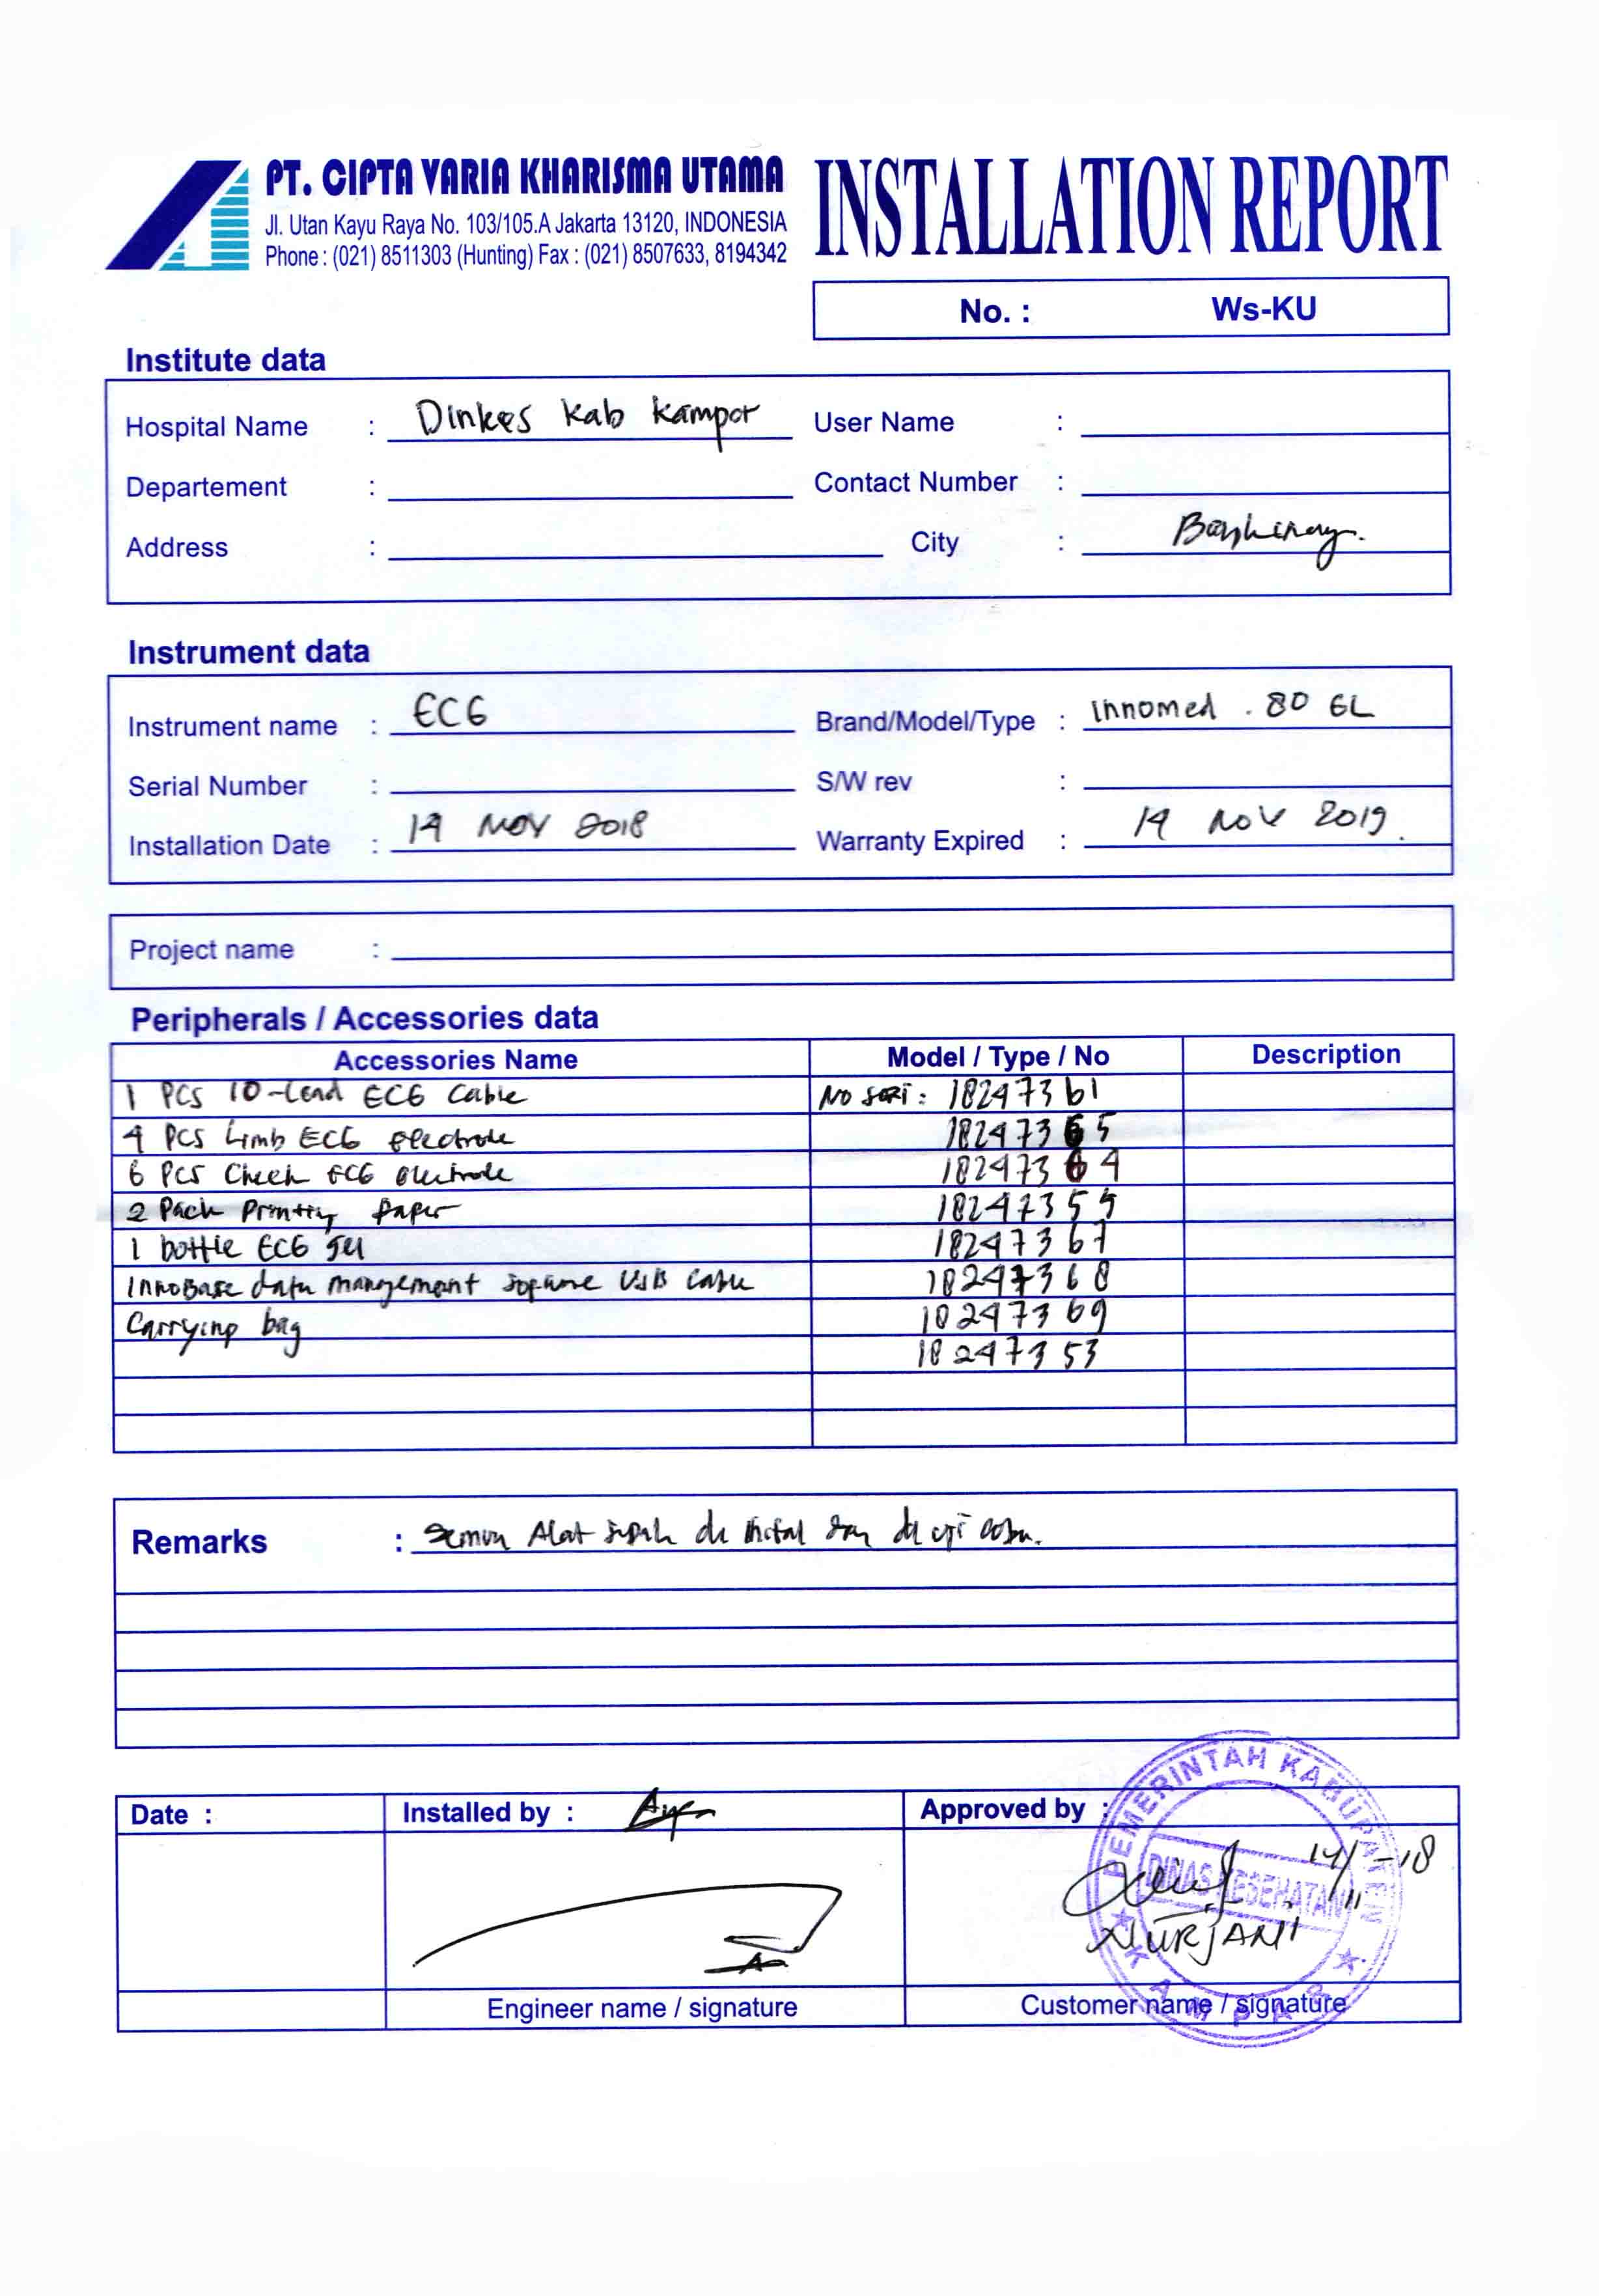 PT. CIPTA VARIA KHARISMA UTAMA
Jl. Utan Kayu Raya No. 103/105.A Jakarta 13120, INDONESIA
Phone : (021) 8511303 (Hunting) Fax : (021) 8507633, 8194342
INSTALLATION REPORT
No. : Ws-KU
Institute data
Hospital Name : Dinkes Kab Kampar User Name :
Departement : Contact Number :
Address : City :
Instrument data
Instrument name : ECG Brand/Model/Type : Innomed . 80 GL
Serial Number : S/W rev :
Installation Date : 14 NOV 2018 Warranty Expired : 14 NOV 2019.
Project name :
Peripherals / Accessories data
Accessories Name Model / Type / No Description
1 PCS 10-Lead ECG Cable No SERI : 18247361
4 PCS Limb ECG Electrode 18247365
6 PCS Chest ECG Electrode 18247364
2 Pack Printing Paper 182473
1 bottle ECG gel 18247367
InnoBase data management USB Cable 18247368
Carrying bag 18247369
18247353
Remarks : Semua Alat di dan di uji coba.
Date : Installed by : Approved by :
14/11-18
NURJANI
PEMERINTAH KABUPATEN
DINAS KESEHATAN
KAMPAR
Engineer name / signature Customer name / signature